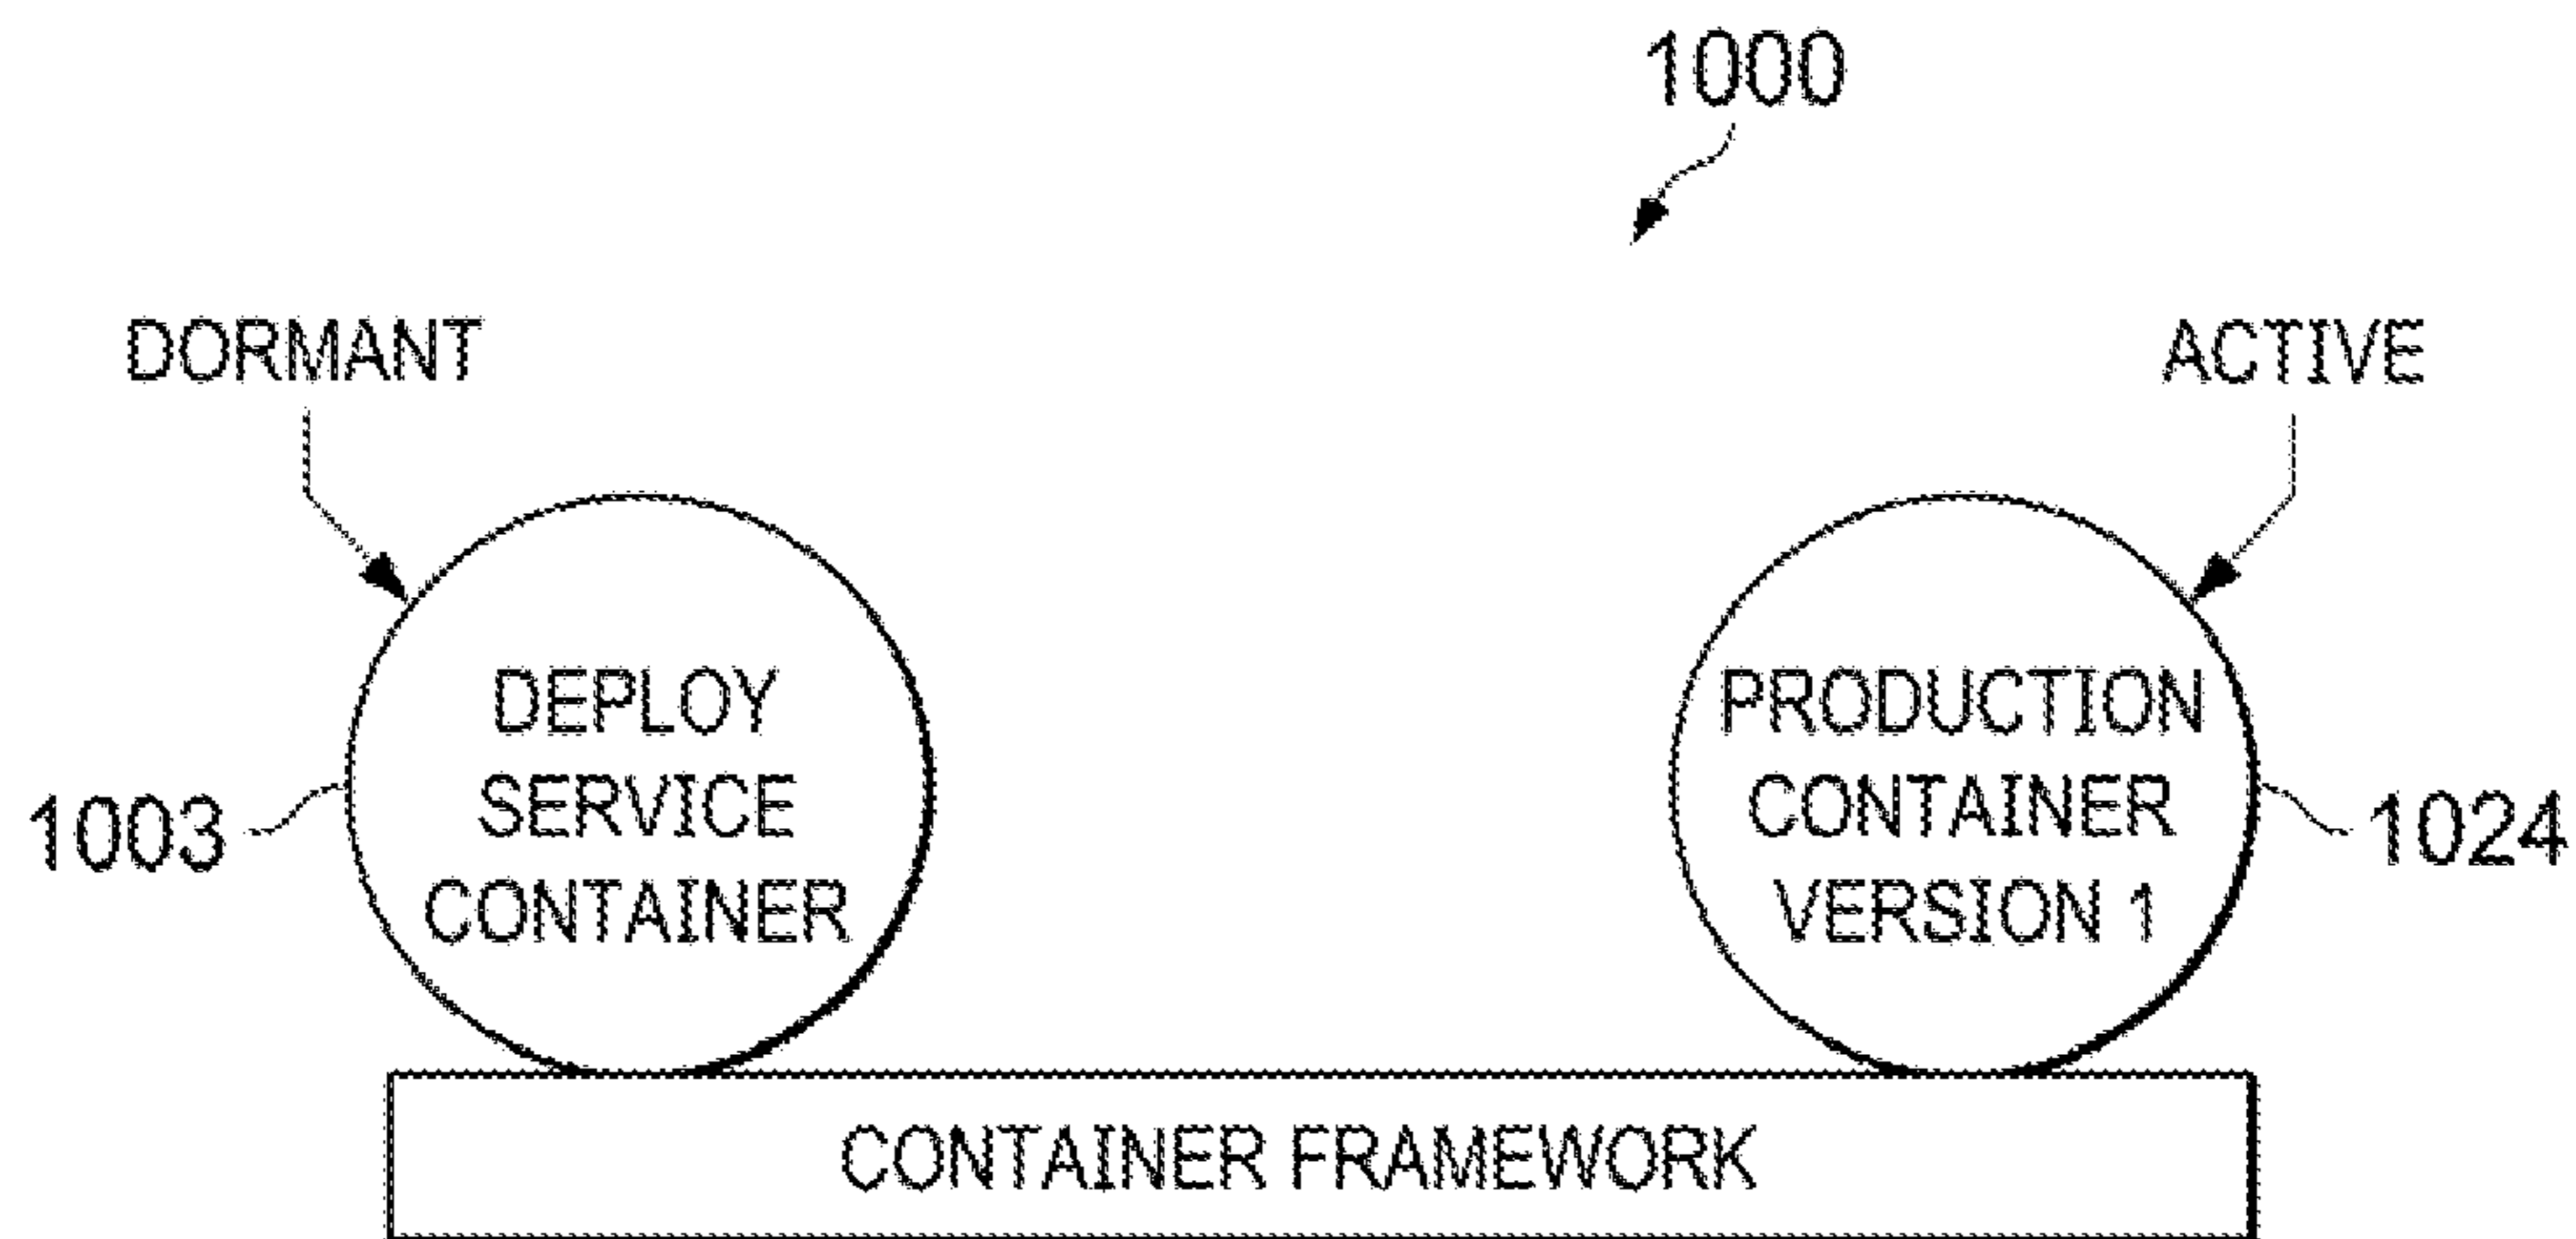 1000
DORMANT
ACTIVE
DEPLOY
SERVICE
CONTAINER
1003
PRODUCTION
CONTAINER
VERSION 1
1024
CONTAINER FRAMEWORK